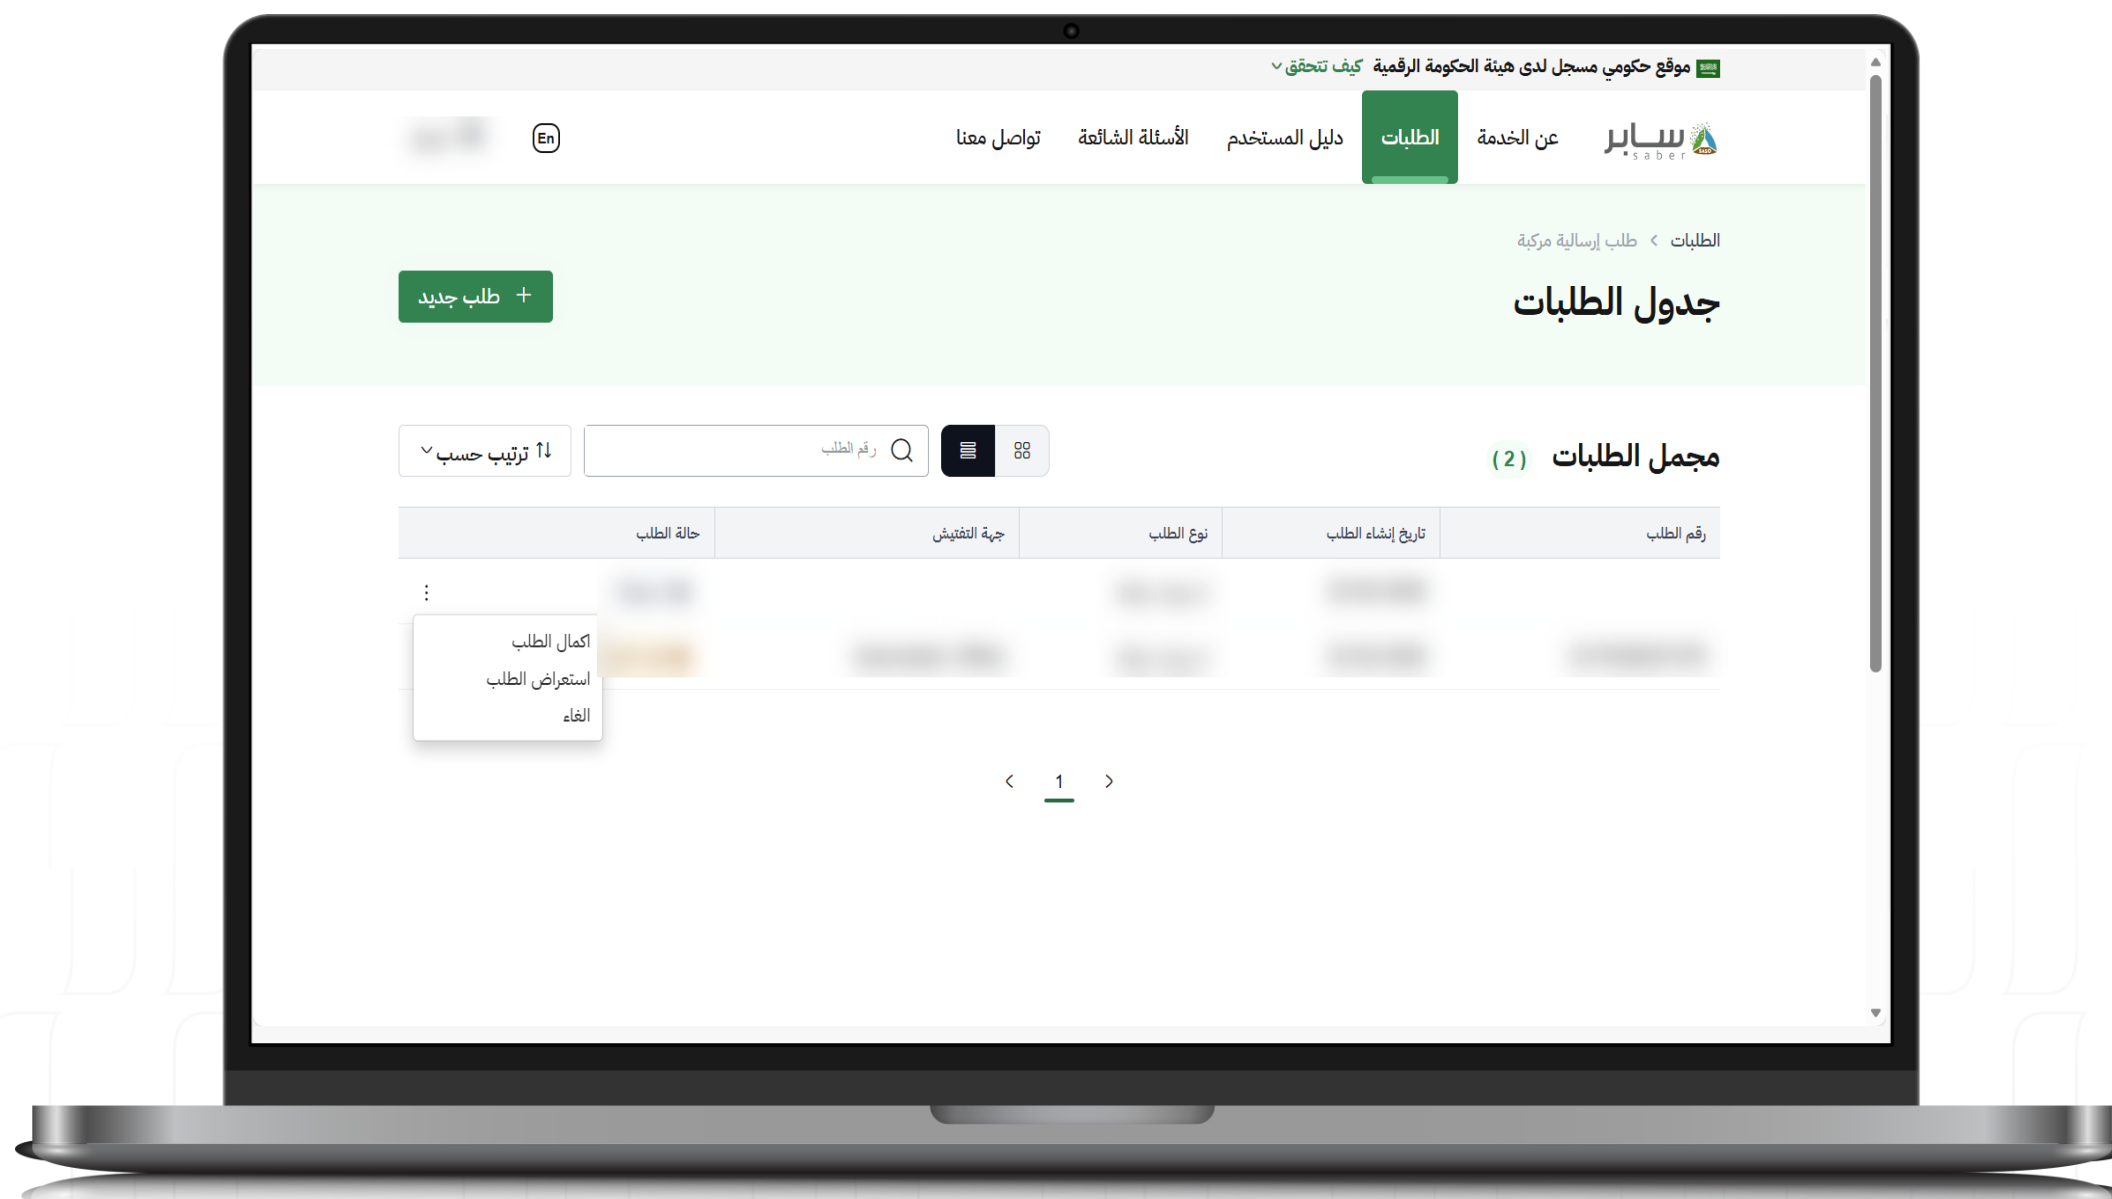 موقع حكومي مسجل لدى هيئة الحكومة الرقمية كيف تتحقق
سابر saber SASO عن الخدمة الطلبات دليل المستخدم الأسئلة الشائعة تواصل معنا En
الطلبات > طلب إرسالية مركبة
جدول الطلبات
+ طلب جديد
مجمل الطلبات ( 2 )
رقم الطلب
ترتيب حسب
رقم الطلب تاريخ إنشاء الطلب نوع الطلب جهة التفتيش حالة الطلب
اكمال الطلب
استعراض الطلب
الغاء
1